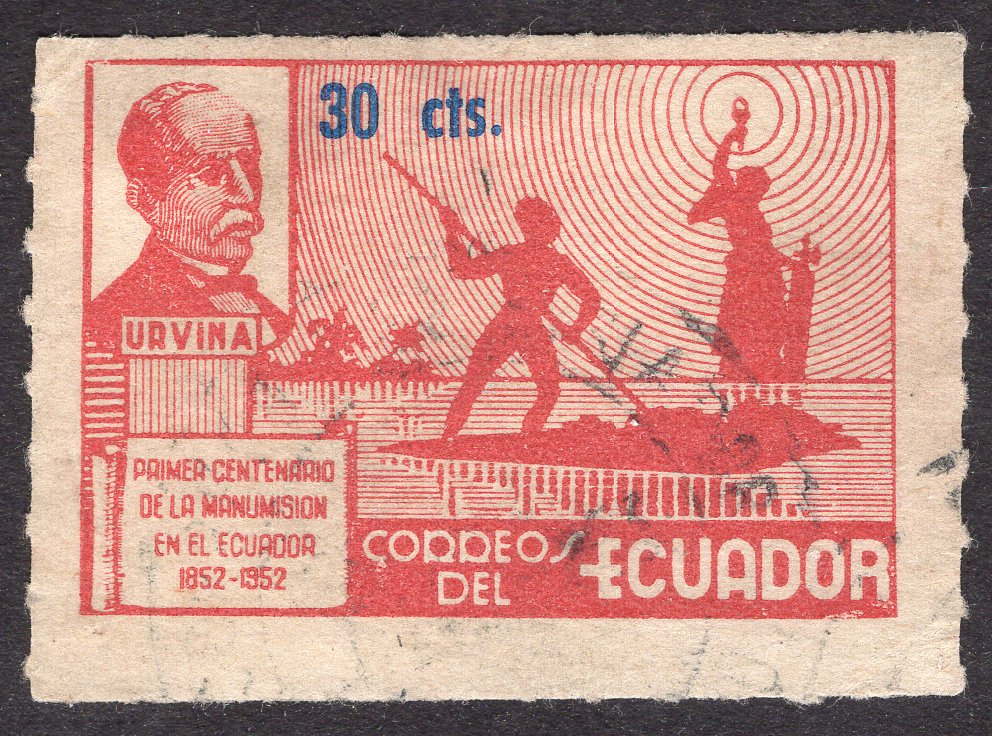 30 cts.
URVINA
PRIMER CENTENARIO
DE LA MANUMISION
EN EL ECUADOR
1852-1952
CORREOS
DEL
ECUADOR